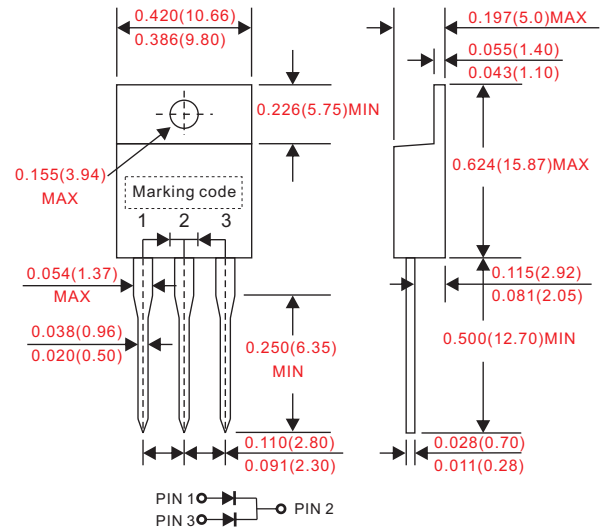 0.420(10.66)
0.386(9.80)
0.197(5.0)MAX
0.055(1.40)
0.043(1.10)
0.226(5.75)MIN
0.155(3.94)
MAX
0.624(15.87)MAX
Marking code
1 2 3
0.054(1.37)
MAX
0.115(2.92)
0.081(2.05)
0.038(0.96)
0.020(0.50)
0.250(6.35)
MIN
0.500(12.70)MIN
0.110(2.80)
0.091(2.30)
0.028(0.70)
0.011(0.28)
PIN 1
PIN 2
PIN 3